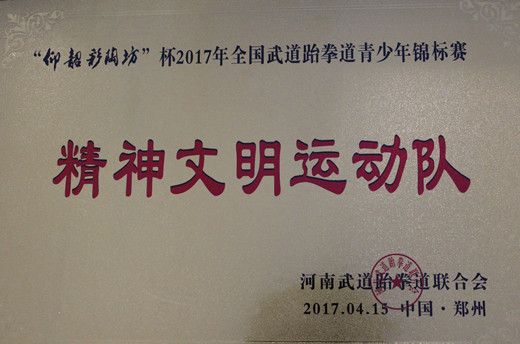 “仰韶彩陶坊”杯2017年全国武道跆拳道青少年锦标赛
精神文明运动队
河南武道跆拳道联合会
2017.04.15 中国·郑州